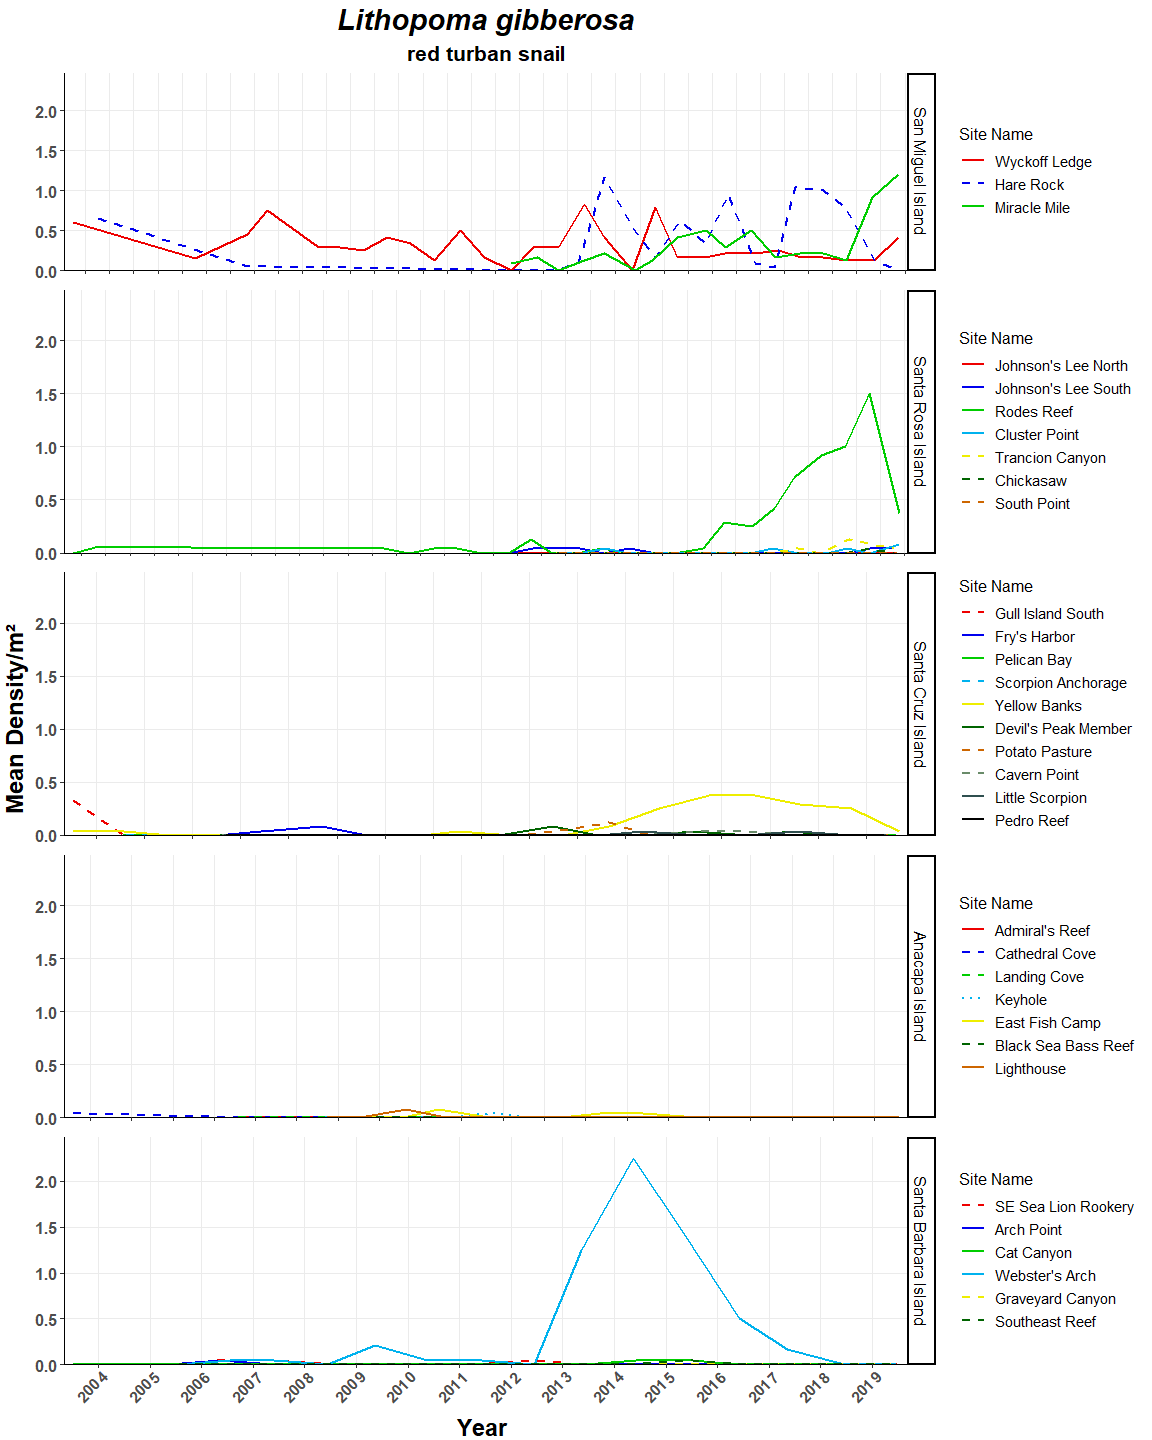 Lithopoma gibberosa
red turban snail
Mean Density/m²
2.0
1.5
1.0
0.5
0.0
San Miguel Island
Site Name
Wyckoff Ledge
Hare Rock
Miracle Mile
2.0
1.5
1.0
0.5
0.0
Santa Rosa Island
Site Name
Johnson's Lee North
Johnson's Lee South
Rodes Reef
Cluster Point
Trancion Canyon
Chickasaw
South Point
2.0
1.5
1.0
0.5
0.0
Santa Cruz Island
Site Name
Gull Island South
Fry's Harbor
Pelican Bay
Scorpion Anchorage
Yellow Banks
Devil's Peak Member
Potato Pasture
Cavern Point
Little Scorpion
Pedro Reef
2.0
1.5
1.0
0.5
0.0
Anacapa Island
Site Name
Admiral's Reef
Cathedral Cove
Landing Cove
Keyhole
East Fish Camp
Black Sea Bass Reef
Lighthouse
2.0
1.5
1.0
0.5
0.0
Santa Barbara Island
Site Name
SE Sea Lion Rookery
Arch Point
Cat Canyon
Webster's Arch
Graveyard Canyon
Southeast Reef
2004 2005 2006 2007 2008 2009 2010 2011 2012 2013 2014 2015 2016 2017 2018 2019
Year